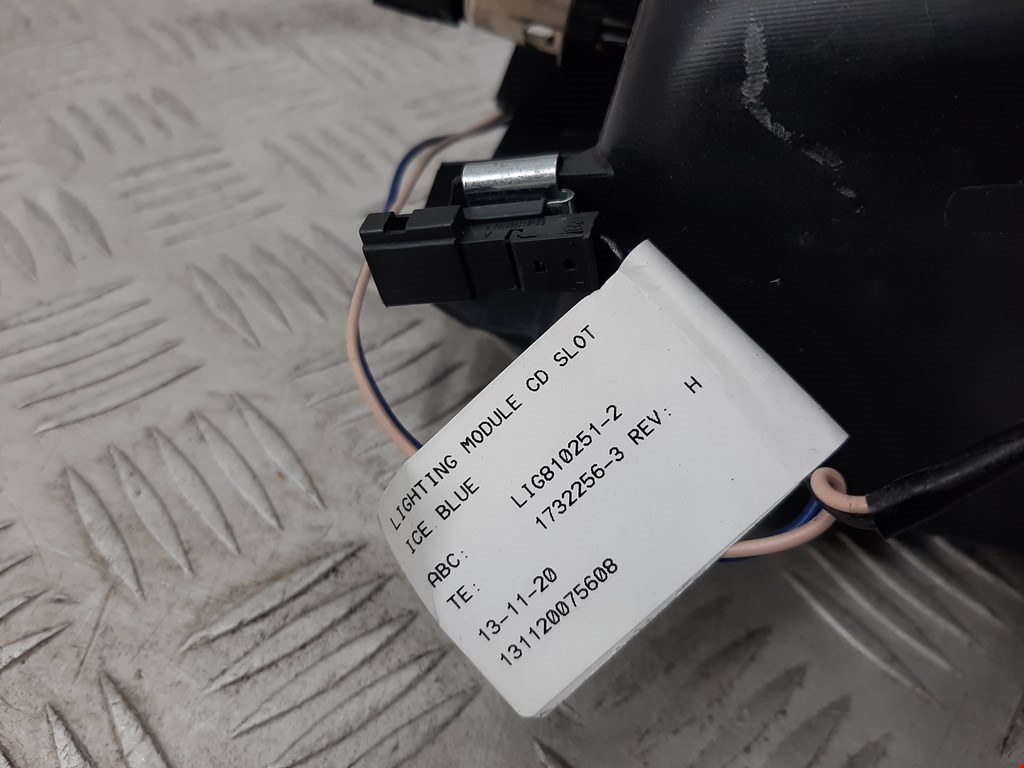 LIGHTING MODULE CD SLOT
ICE BLUE
ABC: LIG810251-2
TE: 1732256-3 REV: H
13-11-20
131120075608